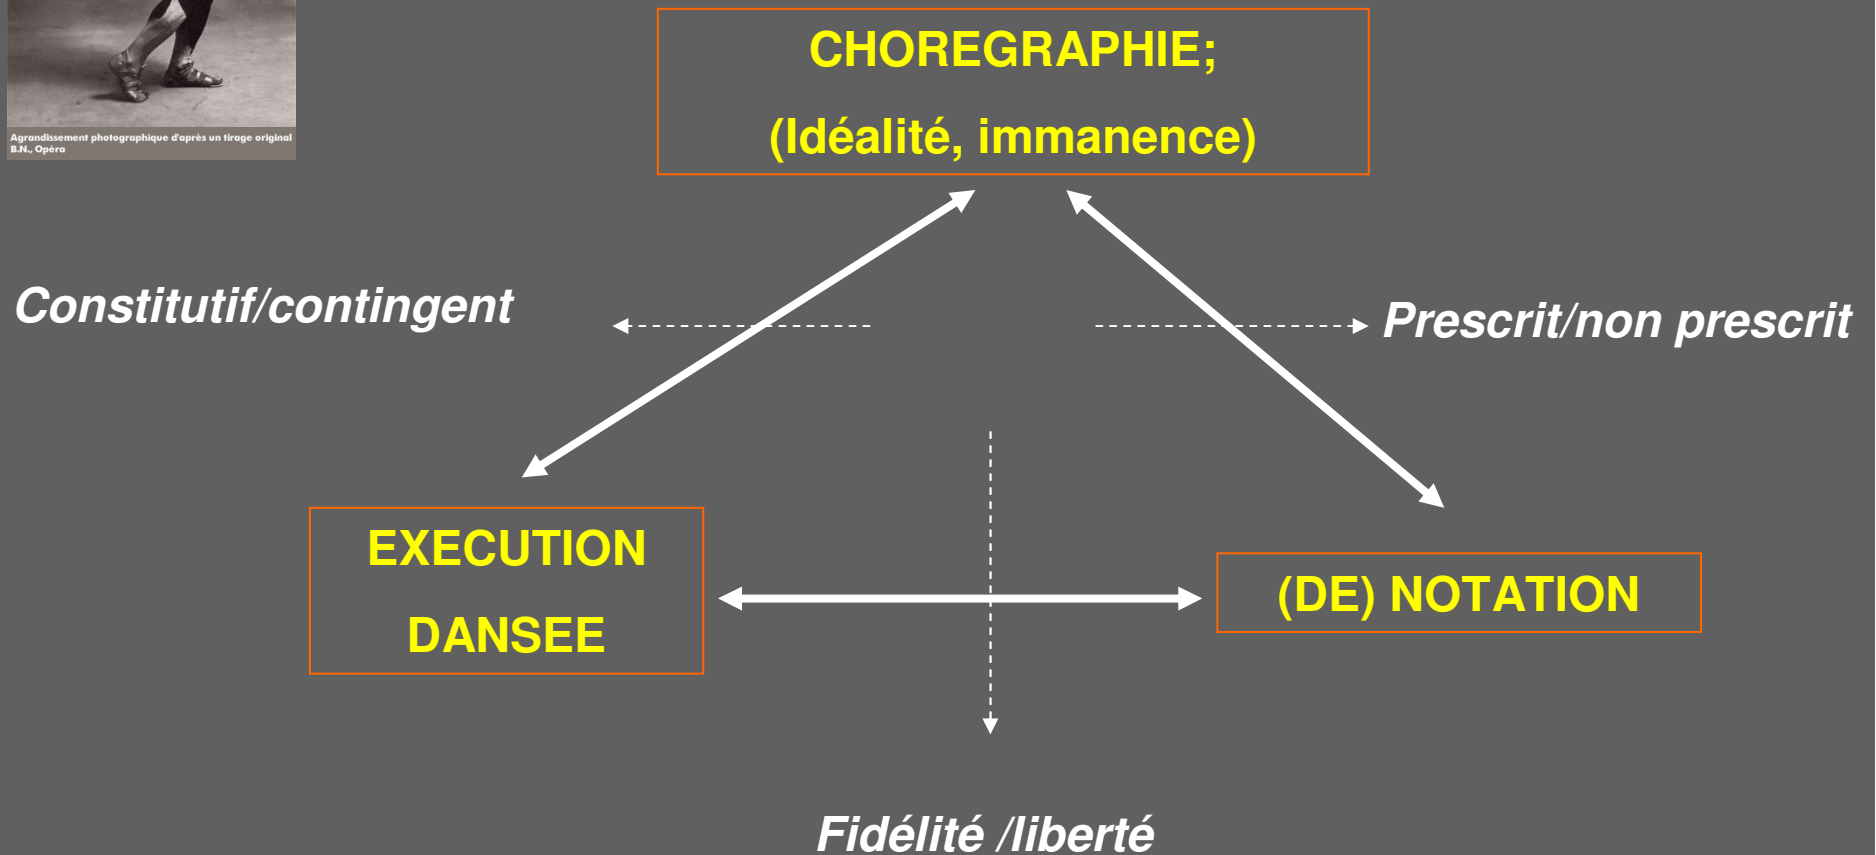 Agrandissement photographique d'après un tirage original
B.N., Opéra
CHOREGRAPHIE;
(Idéalité, immanence)
Constitutif/contingent
Prescrit/non prescrit
EXECUTION
DANSEE
(DE) NOTATION
Fidélité /liberté